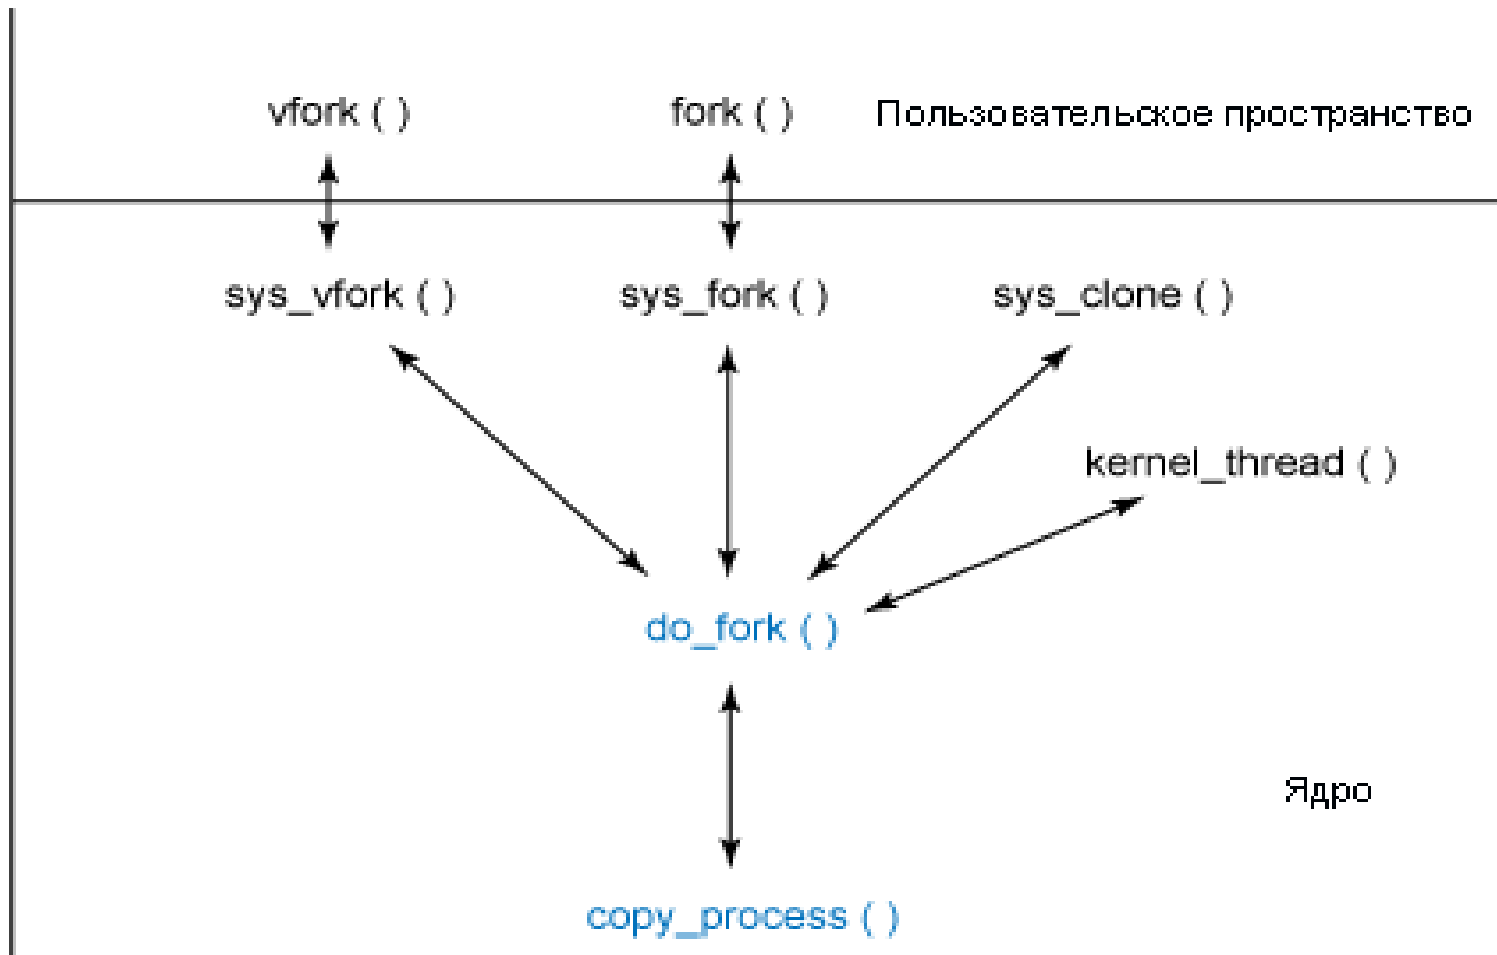 vfork ( ) fork ( ) Пользовательское пространство
sys_vfork ( ) sys_fork ( ) sys_clone ( )
kernel_thread ( )
do_fork ( )
Ядро
copy_process ( )